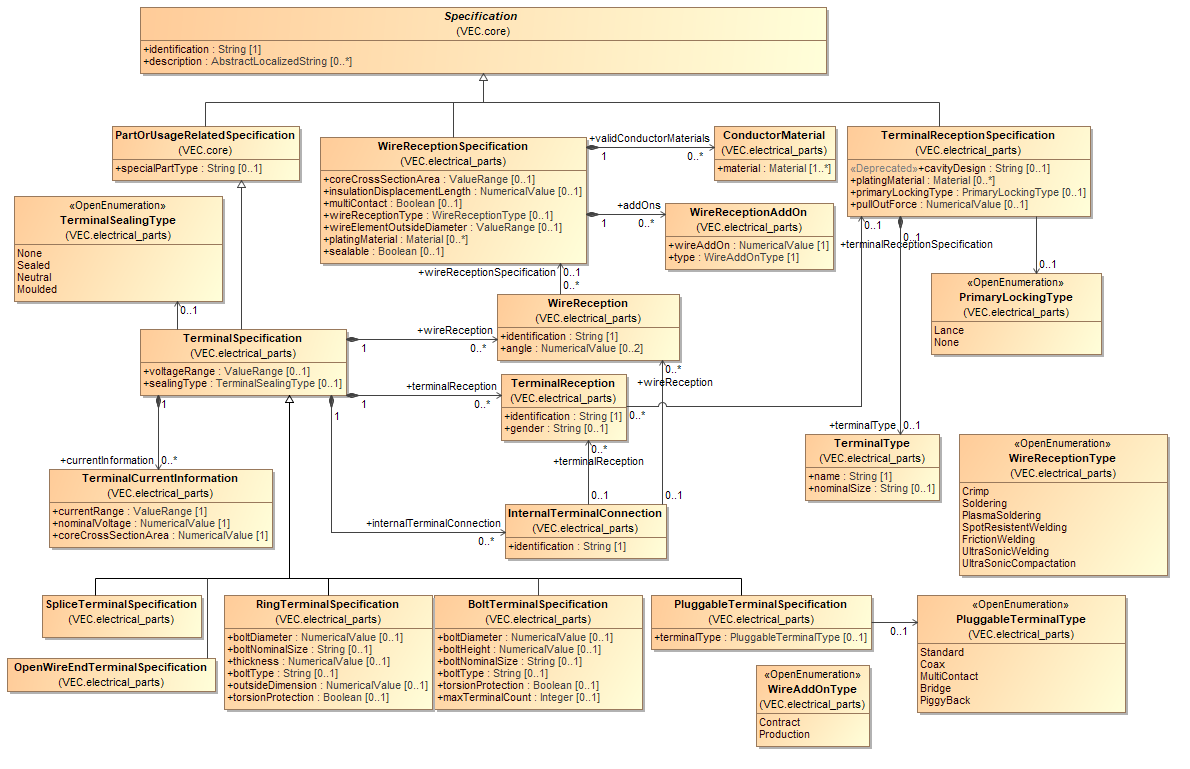 Specification
(VEC.core)
+identification : String [1]
+description : AbstractLocalizedString [0..*]
PartOrUsageRelatedSpecification
(VEC.core)
+specialPartType : String [0..1]
WireReceptionSpecification
(VEC.electrical_parts)
+coreCrossSectionArea : ValueRange [0..1]
+insulationDisplacementLength : NumericalValue [0..1]
+multiContact : Boolean [0..1]
+wireReceptionType : WireReceptionType [0..1]
+wireElementOutsideDiameter : ValueRange [0..1]
+platingMaterial : Material [0..*]
+sealable : Boolean [0..1]
+validConductorMaterials
1
0..*
ConductorMaterial
(VEC.electrical_parts)
+material : Material [1..*]
TerminalReceptionSpecification
(VEC.electrical_parts)
«Deprecated»+cavityDesign : String [0..1]
+platingMaterial : Material [0..*]
+primaryLockingType : PrimaryLockingType [0..1]
+pullOutForce : NumericalValue [0..1]
+addOns
1
0..*
WireReceptionAddOn
(VEC.electrical_parts)
+wireAddOn : NumericalValue [1]
+type : WireAddOnType [1]
«OpenEnumeration»
TerminalSealingType
(VEC.electrical_parts)
None
Sealed
Neutral
Moulded
0..1
0..1
0..*
+terminalReceptionSpecification
0..1
+wireReceptionSpecification
0..1
0..*
«OpenEnumeration»
PrimaryLockingType
(VEC.electrical_parts)
Lance
None
WireReception
(VEC.electrical_parts)
+identification : String [1]
+angle : NumericalValue [0..2]
TerminalSpecification
(VEC.electrical_parts)
+voltageRange : ValueRange [0..1]
+sealingType : TerminalSealingType [0..1]
+wireReception
1
0..*
0..*
+wireReception
+terminalReception
1
0..*
TerminalReception
(VEC.electrical_parts)
+identification : String [1]
+gender : String [0..1]
0..*
1
1
+terminalType
0..1
TerminalType
(VEC.electrical_parts)
+name : String [1]
+nominalSize : String [0..1]
«OpenEnumeration»
WireReceptionType
(VEC.electrical_parts)
Crimp
Soldering
PlasmaSoldering
SpotResistentWelding
FrictionWelding
UltraSonicWelding
UltraSonicCompactation
0..*
+terminalReception
+currentInformation
0..*
TerminalCurrentInformation
(VEC.electrical_parts)
+currentRange : ValueRange [1]
+nominalVoltage : NumericalValue [1]
+coreCrossSectionArea : NumericalValue [1]
0..1
0..1
+internalTerminalConnection
0..*
InternalTerminalConnection
(VEC.electrical_parts)
+identification : String [1]
SpliceTerminalSpecification
(VEC.electrical_parts)
OpenWireEndTerminalSpecification
(VEC.electrical_parts)
RingTerminalSpecification
(VEC.electrical_parts)
+boltDiameter : NumericalValue [0..1]
+boltNominalSize : String [0..1]
+thickness : NumericalValue [0..1]
+boltType : String [0..1]
+outsideDimension : NumericalValue [0..1]
+torsionProtection : Boolean [0..1]
BoltTerminalSpecification
(VEC.electrical_parts)
+boltDiameter : NumericalValue [0..1]
+boltHeight : NumericalValue [0..1]
+boltNominalSize : String [0..1]
+boltType : String [0..1]
+torsionProtection : Boolean [0..1]
+maxTerminalCount : Integer [0..1]
PluggableTerminalSpecification
(VEC.electrical_parts)
+terminalType : PluggableTerminalType [0..1]
0..1
«OpenEnumeration»
PluggableTerminalType
(VEC.electrical_parts)
Standard
Coax
MultiContact
Bridge
PiggyBack
«OpenEnumeration»
WireAddOnType
(VEC.electrical_parts)
Contract
Production